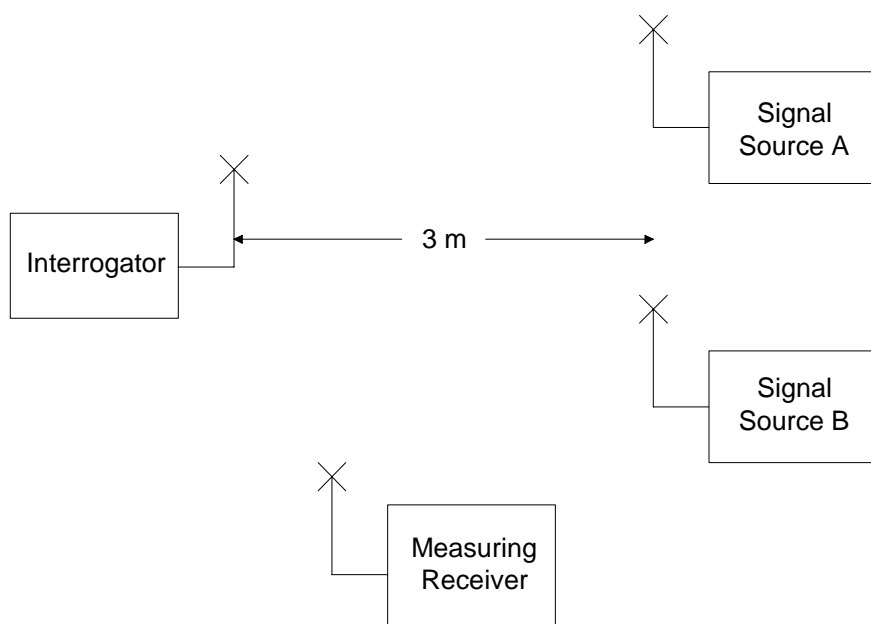 Signal
Source A
Interrogator
3 m
Signal
Source B
Measuring
Receiver